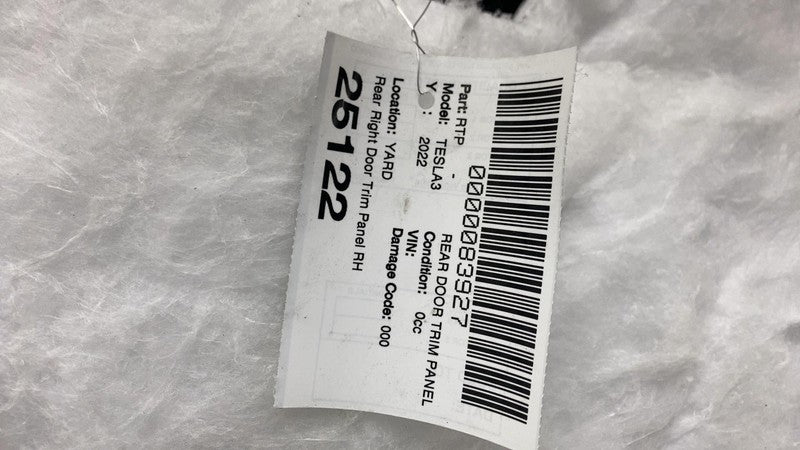 0000083927
Part: RTP - REAR DOOR TRIM PANEL
Model: TESLA3 Condition: 0cc
Y : 2022 VIN:
Location: YARD Damage Code: 000
Rear Right Door Trim Panel RH
25122